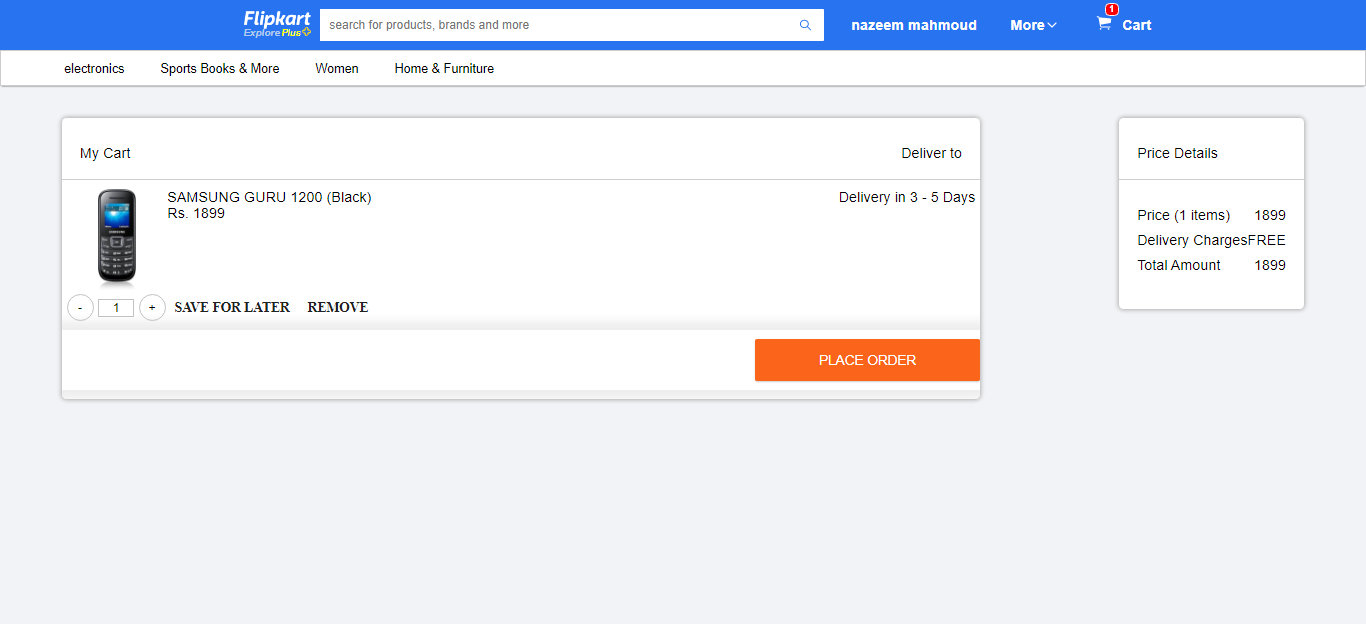 Flipkart
Explore Plus
search for products, brands and more
nazeem mahmoud
More
1
Cart
electronics
Sports Books & More
Women
Home & Furniture
My Cart
Deliver to
SAMSUNG GURU 1200 (Black)
Rs. 1899
Delivery in 3 - 5 Days
- 1 + SAVE FOR LATER REMOVE
PLACE ORDER
Price Details
Price (1 items) 1899
Delivery ChargesFREE
Total Amount 1899